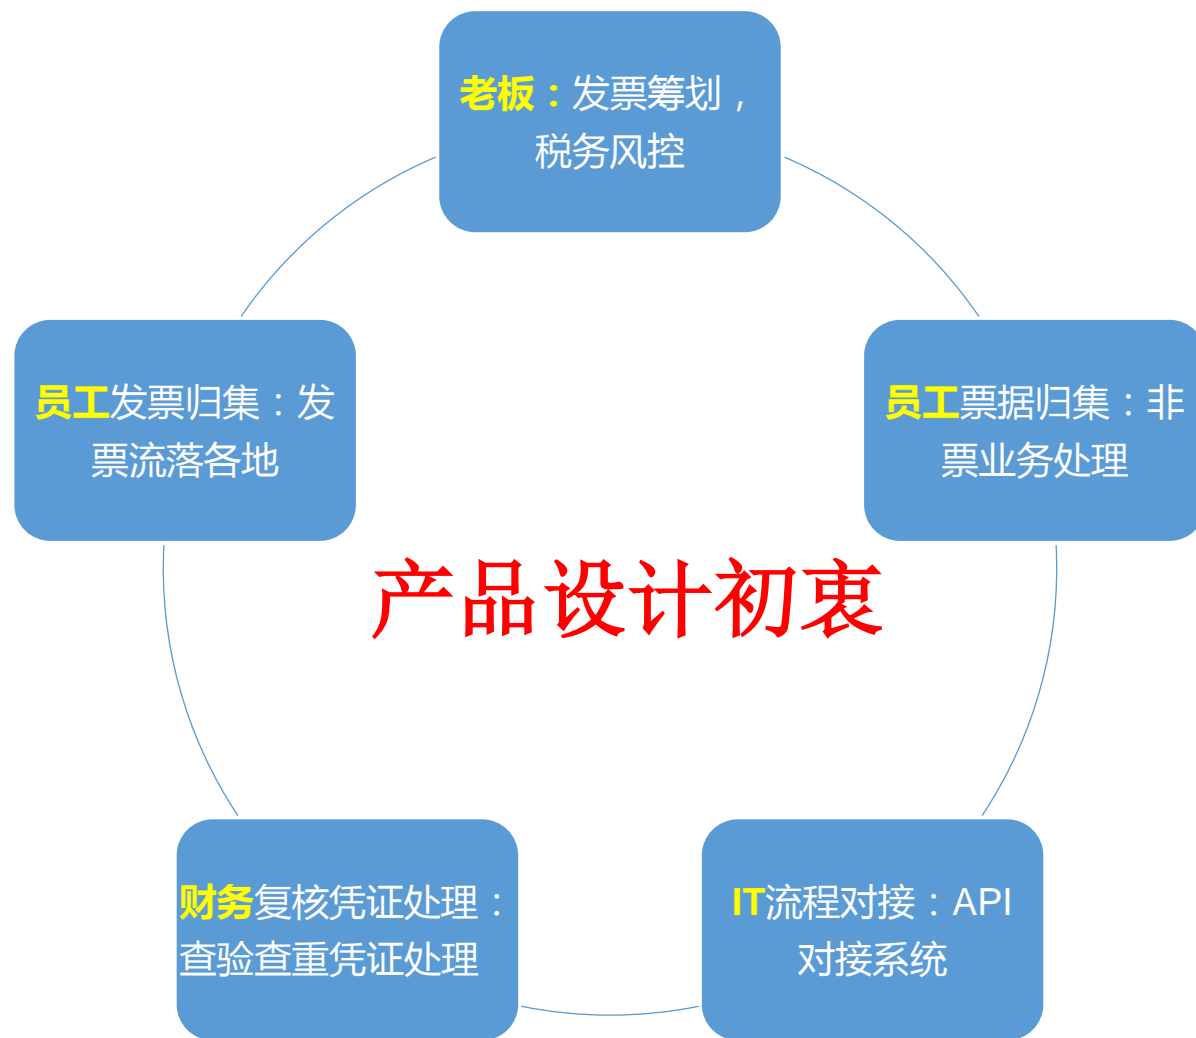 老板：发票筹划，
税务风控
员工发票归集：发
票流落各地
员工票据归集：非
票业务处理
产品设计初衷
财务复核凭证处理：
查验查重凭证处理
IT流程对接：API
对接系统